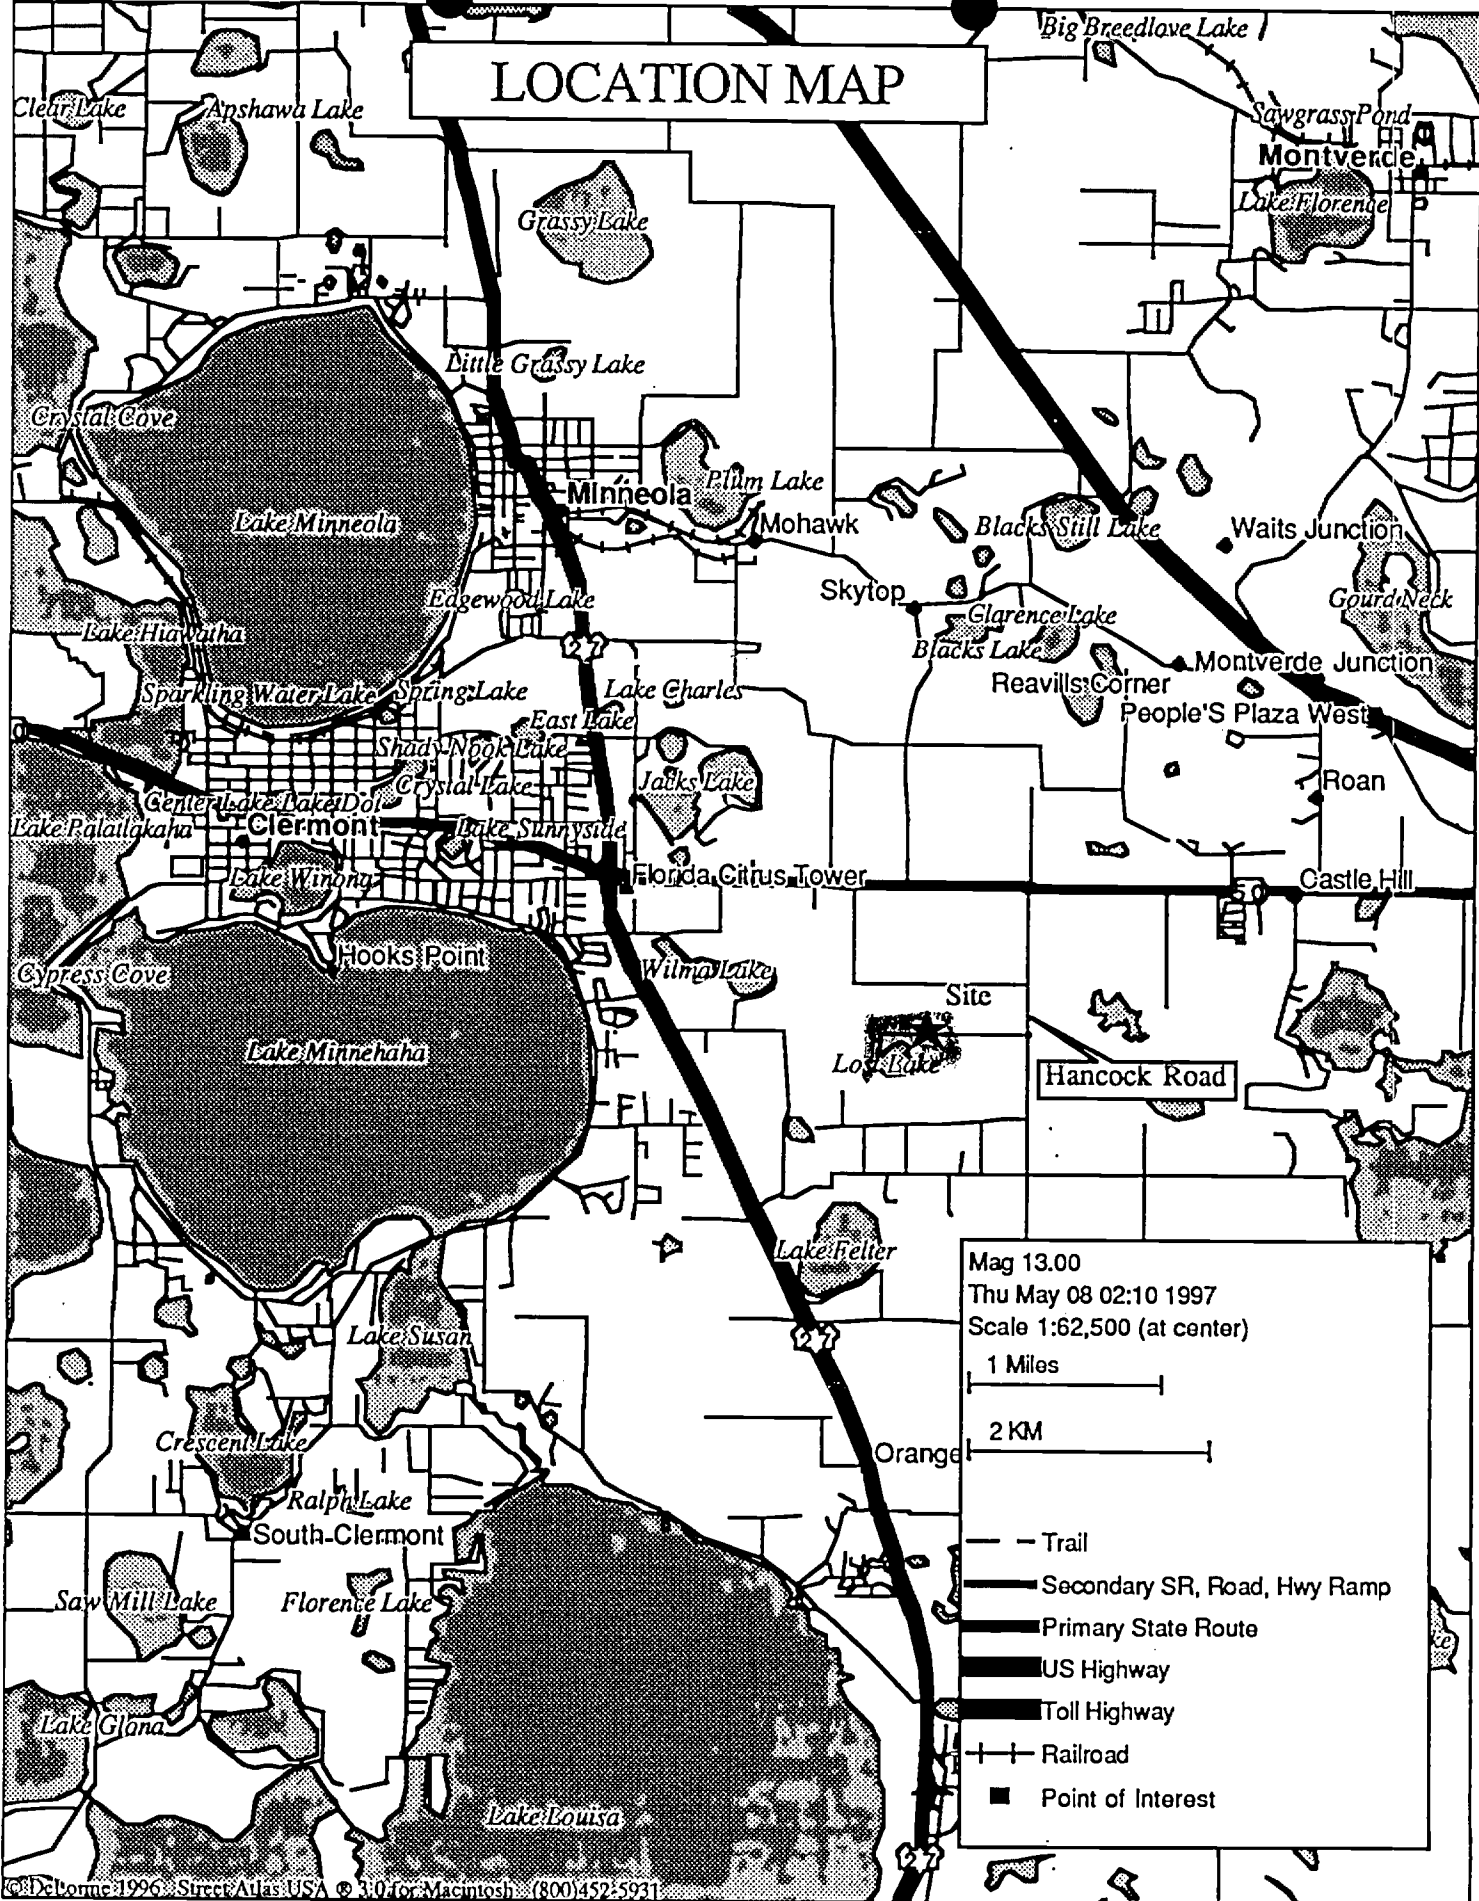 Big Breedlove Lake
LOCATION MAP
Clear Lake
Apshawa Lake
Sawgrass Pond
Montverde
Lake Florence
Grassy Lake
Little Grassy Lake
Crystal Cove
Plum Lake
Minneola
Mohawk
Lake Minneola
Blacks Still Lake
Waits Junction
Skytop
Edgewood Lake
Gourd Neck
Clarence Lake
Lake Hiawatha
27
Blacks Lake
Montverde Junction
Reavills Corner
Sparkling Water Lake
Spring Lake
Lake Charles
People'S Plaza West
East Lake
Shady Nook Lake
Crystal Lake
Jacks Lake
Roan
Center Lake Lake Dot
Lake Palatlakaha
Clermont
Lake Sunnyside
Lake Winona
Florida Citrus Tower
50
Castle Hill
Hooks Point
Cypress Cove
Wilma Lake
Site
Lake Minnehaha
Lost Lake
Hancock Road
Lake Felter
Mag 13.00
Thu May 08 02:10 1997
Scale 1:62,500 (at center)
27
Lake Susan
1 Miles
2 KM
Crescent Lake
Orange
Ralph Lake
South Clermont
Trail
Secondary SR, Road, Hwy Ramp
Saw Mill Lake
Florence Lake
Primary State Route
US Highway
Toll Highway
Lake Glona
Railroad
Point of Interest
Lake Louisa
27
© DeLorme 1996 Street Atlas USA ® 3.0 for Macintosh (800)452-5931